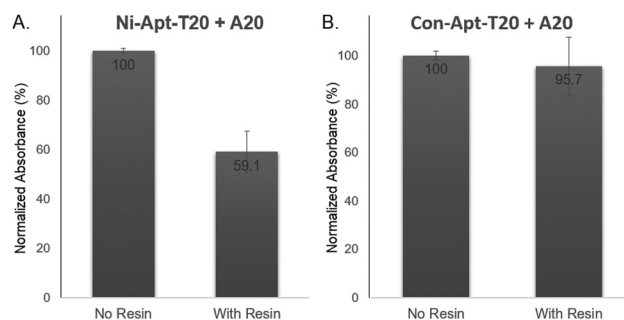 A.
Ni-Apt-T20 + A20
Normalized Absorbance (%)
100
80
60
40
20
0
100
59.1
No Resin
With Resin
B.
Con-Apt-T20 + A20
Normalized Absorbance (%)
100
80
60
40
20
0
100
95.7
No Resin
With Resin